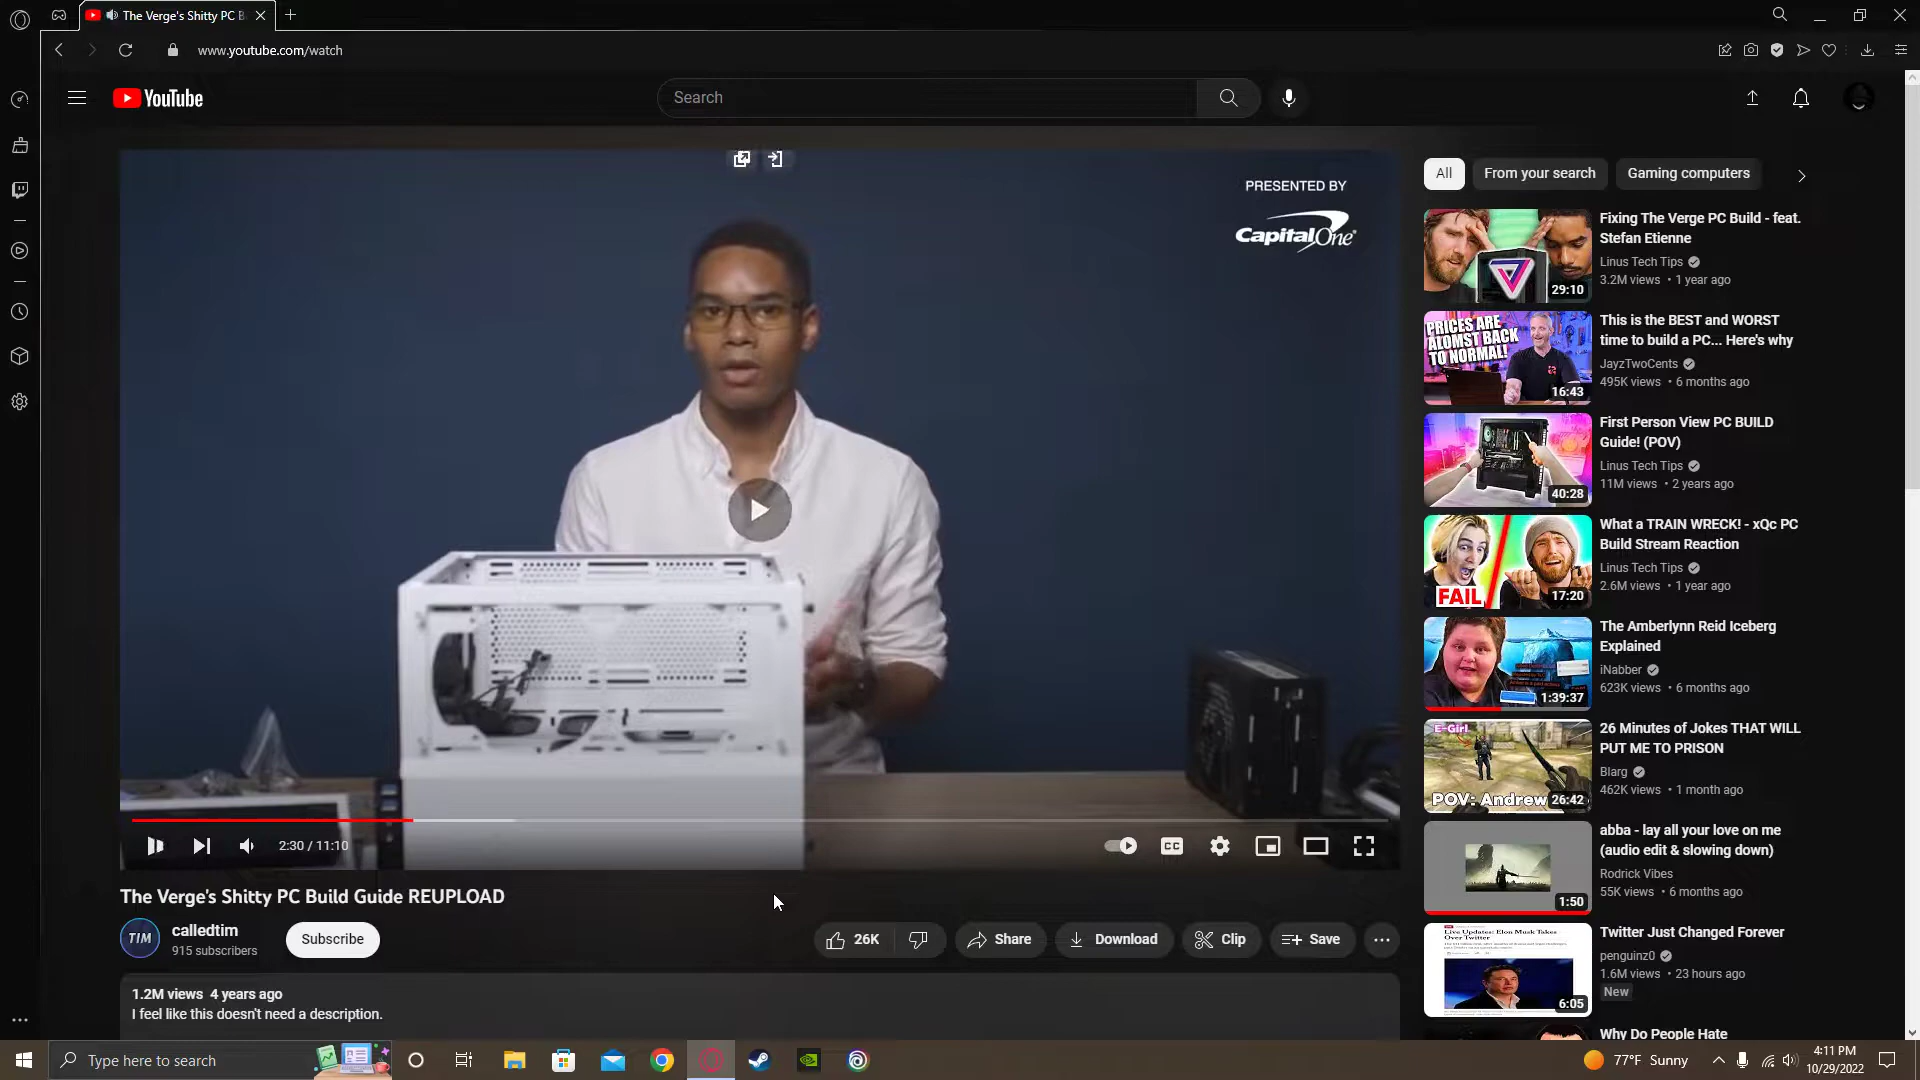 The Verge's Shitty PC B
www.youtube.com/watch
YouTube
Search
PRESENTED BY
CapitalOne
2:30 / 11:10
CC
The Verge's Shitty PC Build Guide REUPLOAD
TIM
calledtim
915 subscribers
Subscribe
26K
Share
Download
Clip
Save
1.2M views 4 years ago
I feel like this doesn't need a description.
All
From your search
Gaming computers
29:10
Fixing The Verge PC Build - feat.
Stefan Etienne
Linus Tech Tips
3.2M views • 1 year ago
PRICES ARE
ALOMST BACK
TO NORMAL!
16:43
This is the BEST and WORST
time to build a PC... Here's why
JayzTwoCents
495K views • 6 months ago
40:28
First Person View PC BUILD
Guide! (POV)
Linus Tech Tips
11M views • 2 years ago
FAIL
17:20
What a TRAIN WRECK! - xQc PC
Build Stream Reaction
Linus Tech Tips
2.6M views • 1 year ago
1:39:37
The Amberlynn Reid Iceberg
Explained
iNabber
623K views • 6 months ago
E-Girl
POV: Andrew
26:42
26 Minutes of Jokes THAT WILL
PUT ME TO PRISON
Blarg
462K views • 1 month ago
1:50
abba - lay all your love on me
(audio edit & slowing down)
Rodrick Vibes
55K views • 6 months ago
Live Updates: Elon Musk Takes
Over Twitter
6:05
Twitter Just Changed Forever
penguinz0
1.6M views • 23 hours ago
New
Why Do People Hate
Type here to search
77°F Sunny
4:11 PM
10/29/2022